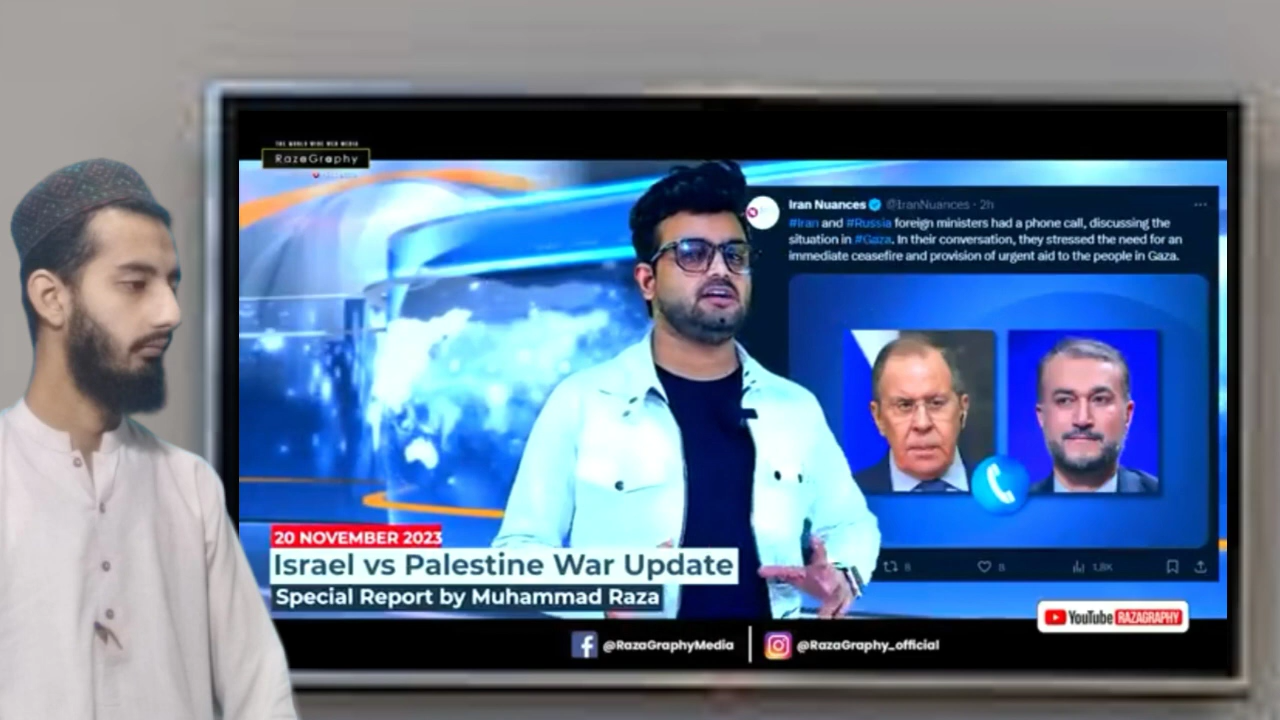 THE WORLD WIDE WEB MEDIA
RazaGraphy
Iran Nuances @IranNuances · 2h
#Iran and #Russia foreign ministers had a phone call, discussing the
situation in #Gaza. In their conversation, they stressed the need for an
immediate ceasefire and provision of urgent aid to the people in Gaza.
8 8 1,8K
20 NOVEMBER 2023
Israel vs Palestine War Update
Special Report by Muhammad Raza
YouTube RAZAGRAPHY
@RazaGraphyMedia
@RazaGraphy_official